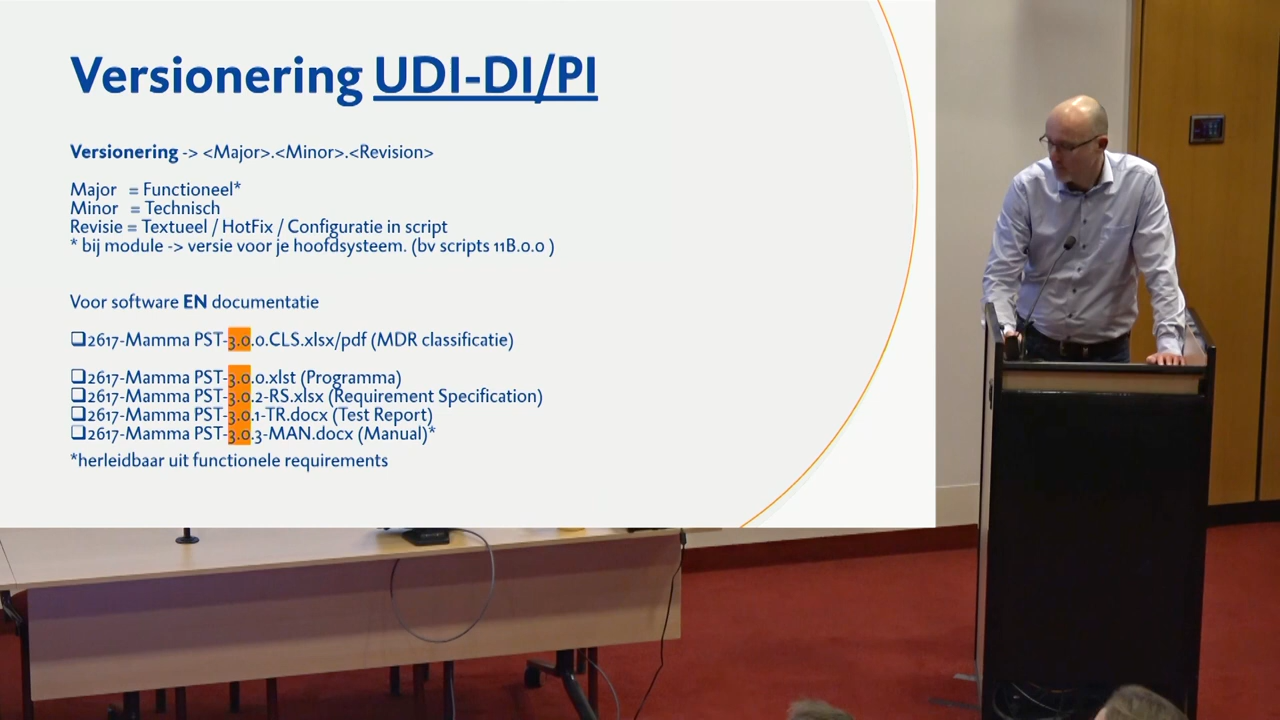 Versionering UDI-DI/PI
Versionering -> <Major>.<Minor>.<Revision>
Major = Functioneel*
Minor = Technisch
Revisie = Textueel / HotFix / Configuratie in script
* bij module -> versie voor je hoofdsysteem. (bv scripts 11B.0.0 )
Voor software EN documentatie
❑2617-Mamma PST-3.0.0.CLS.xlsx/pdf (MDR classificatie)
❑2617-Mamma PST-3.0.0.xlst (Programma)
❑2617-Mamma PST-3.0.2-RS.xlsx (Requirement Specification)
❑2617-Mamma PST-3.0.1-TR.docx (Test Report)
❑2617-Mamma PST-3.0.3-MAN.docx (Manual)*
*herleidbaar uit functionele requirements